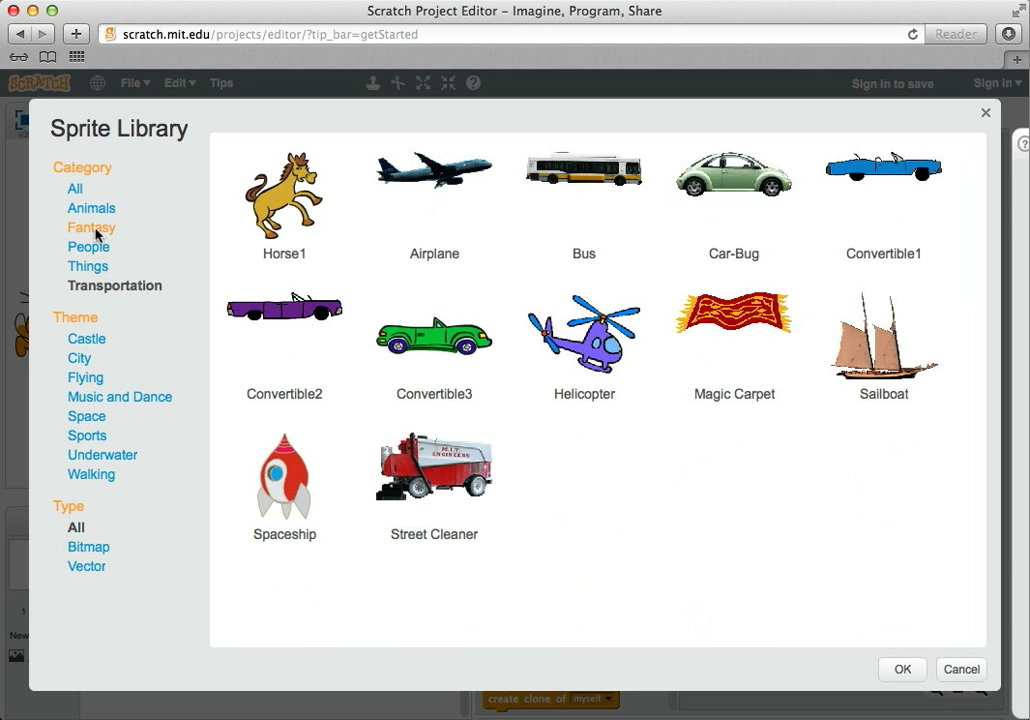 Scratch Project Editor – Imagine, Program, Share
scratch.mit.edu/projects/editor/?tip_bar=getStarted
Reader
SCRATCH
File
Edit
Tips
Sign in to save
Sign in
Sprite Library
Category
All
Animals
Fantasy
People
Things
Transportation
Theme
Castle
City
Flying
Music and Dance
Space
Sports
Underwater
Walking
Type
All
Bitmap
Vector
Horse1
Airplane
Bus
Car-Bug
Convertible1
Convertible2
Convertible3
Helicopter
Magic Carpet
Sailboat
M.I.T.
ENGINEERS
Spaceship
Street Cleaner
OK
Cancel
1
New
create clone of myself